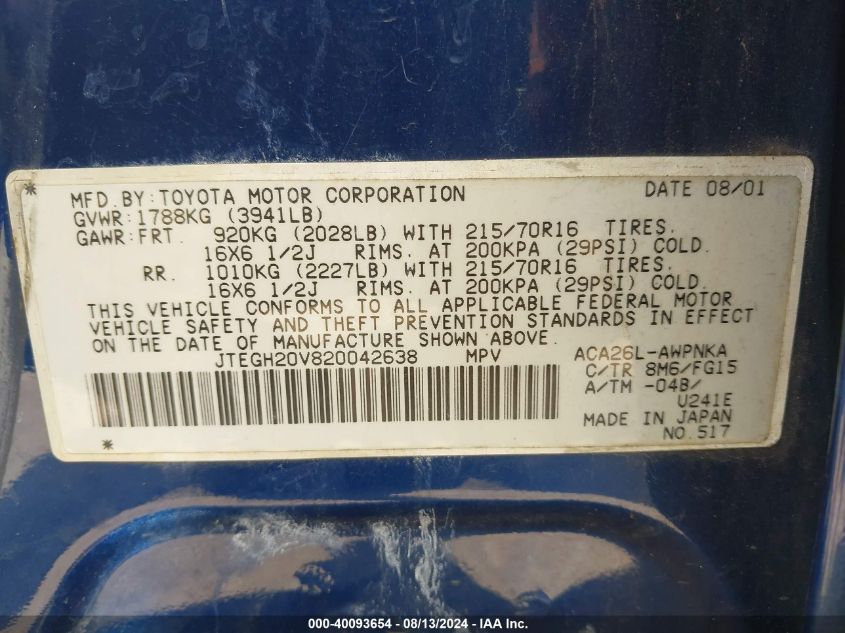 MFD.BY:TOYOTA MOTOR CORPORATION DATE 08/01
GVWR:1788KG (3941LB)
GAWR:FRT. 920KG (2028LB) WITH 215/70R16 TIRES.
16X6 1/2J RIMS. AT 200KPA (29PSI) COLD.
RR. 1010KG (2227LB) WITH 215/70R16 TIRES.
16X6 1/2J RIMS. AT 200KPA (29PSI) COLD.
THIS VEHICLE CONFORMS TO ALL APPLICABLE FEDERAL MOTOR
VEHICLE SAFETY AND THEFT PREVENTION STANDARDS IN EFFECT
ON THE DATE OF MANUFACTURE SHOWN ABOVE.
JTEGH20V820042638 MPV ACA26L-AWPNKA
C/TR 8M6/FG15
A/TM -04B/
U241E
MADE IN JAPAN
NO.517
000-40093654 - 08/13/2024 - IAA Inc.